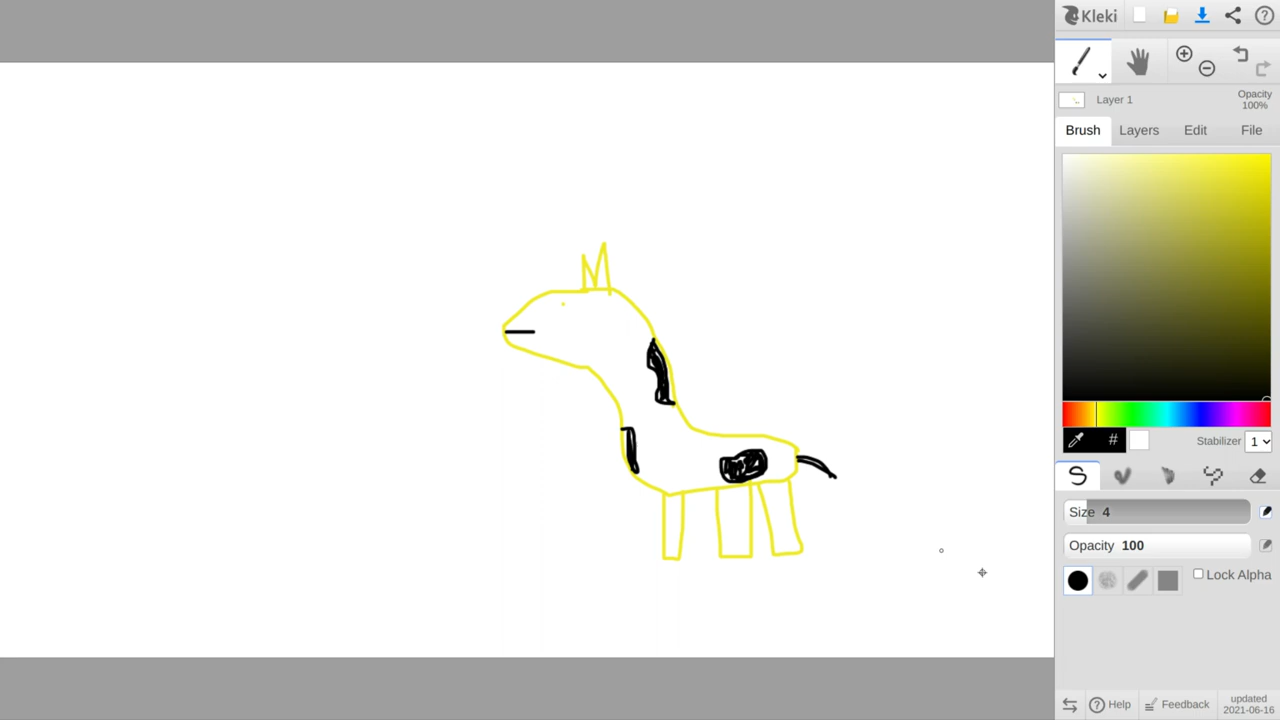 Kleki
Layer 1
Opacity
100%
Brush
Layers
Edit
File
#
Stabilizer
1
Size 4
Opacity 100
Lock Alpha
Help
Feedback
updated
2021-06-16